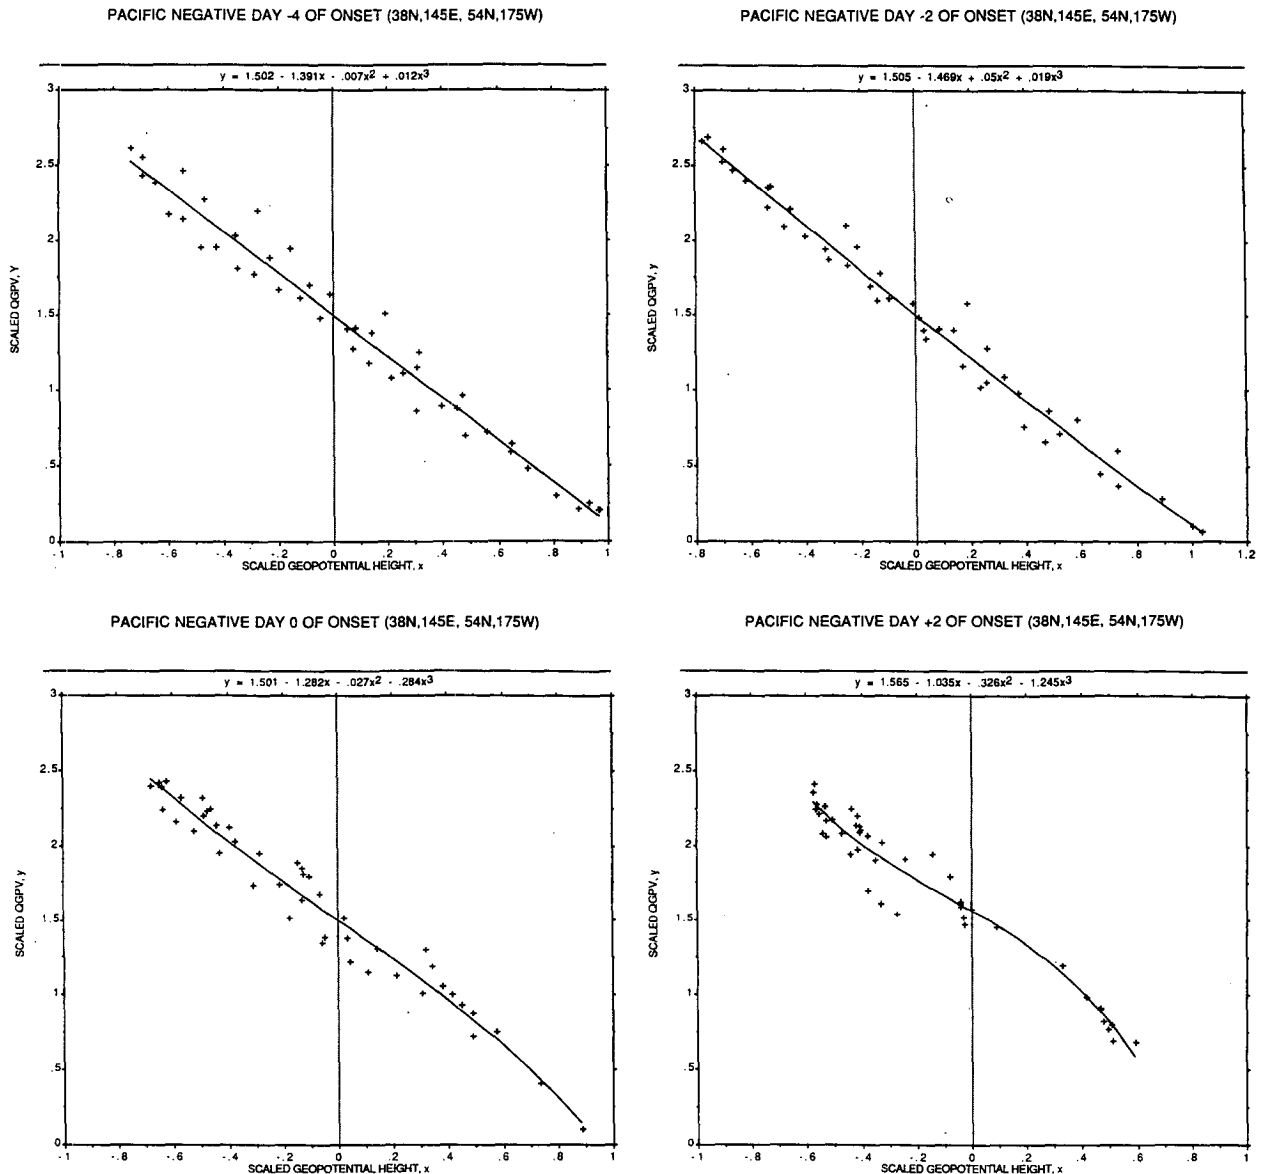 PACIFIC NEGATIVE DAY -4 OF ONSET (38N,145E, 54N,175W)
y = 1.502 - 1.391x - .007x2 + .012x3
3
2.5
2
1.5
1
.5
0
SCALED QGPV, Y
-.1 -.8 -.6 -.4 -.2 0 .2 .4 .6 .8 1
SCALED GEOPOTENTIAL HEIGHT, x
PACIFIC NEGATIVE DAY -2 OF ONSET (38N,145E, 54N,175W)
y = 1.505 - 1.469x + .05x2 + .019x3
3
2.5
2
1.5
1
.5
0
SCALED QGPV, y
-.8 -.6 -.4 -.2 0 .2 .4 .6 .8 1 1.2
SCALED GEOPOTENTIAL HEIGHT, x
PACIFIC NEGATIVE DAY 0 OF ONSET (38N,145E, 54N,175W)
y = 1.501 - 1.282x - .027x2 - .284x3
3
2.5
2
1.5
1
.5
0
SCALED QGPV, y
-1 -.8 -.6 -.4 -.2 0 .2 .4 .6 .8 1
SCALED GEOPOTENTIAL HEIGHT, x
PACIFIC NEGATIVE DAY +2 OF ONSET (38N,145E, 54N,175W)
y = 1.565 - 1.035x - .326x2 - 1.245x3
3
2.5
2
1.5
1
.5
0
SCALED QGPV, y
-1 -.8 -.6 -.4 -.2 0 .2 .4 .6 .8 1
SCALED GEOPOTENTIAL HEIGHT, x